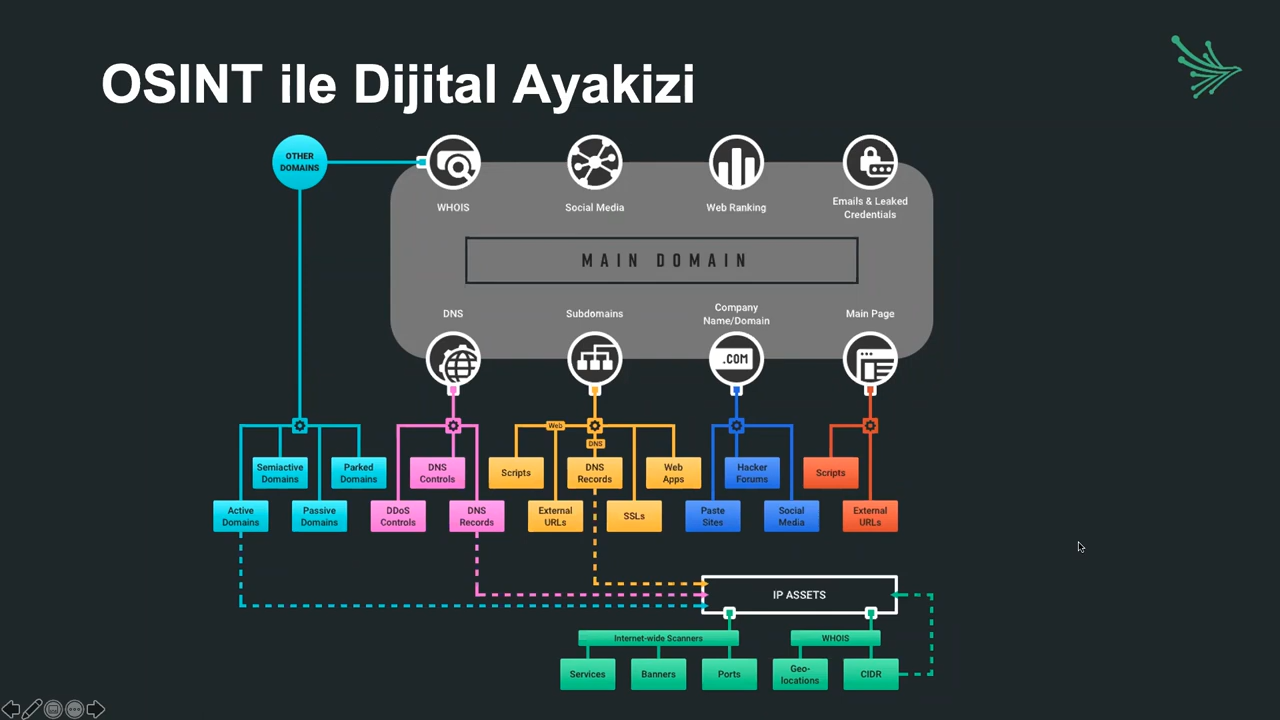 OSINT ile Dijital Ayakizi
OTHER
DOMAINS
WHOIS
Social Media
Web Ranking
Emails & Leaked
Credentials
MAIN DOMAIN
DNS
Subdomains
Company
Name/Domain
Main Page
.COM
Web
DNS
Semiactive
Domains
Parked
Domains
DNS
Controls
Scripts
DNS
Records
Web
Apps
Hacker
Forums
Scripts
Active
Domains
Passive
Domains
DDoS
Controls
DNS
Records
External
URLs
SSLs
Paste
Sites
Social
Media
External
URLs
IP ASSETS
Internet-wide Scanners
WHOIS
Services
Banners
Ports
Geo-
locations
CIDR